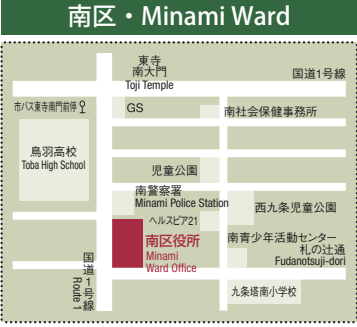 南区・Minami Ward
東寺
南大門
Toji Temple
国道1号線
市バス東寺南門前停
GS
南社会保健事務所
鳥羽高校
Toba High School
児童公園
南警察署
Minami Police Station
西九条児童公園
ヘルスピア21
南区役所
Minami
Ward Office
南青少年活動センター
札の辻通
Fudanotsuji-dori
国道1号線
Route 1
九条塔南小学校